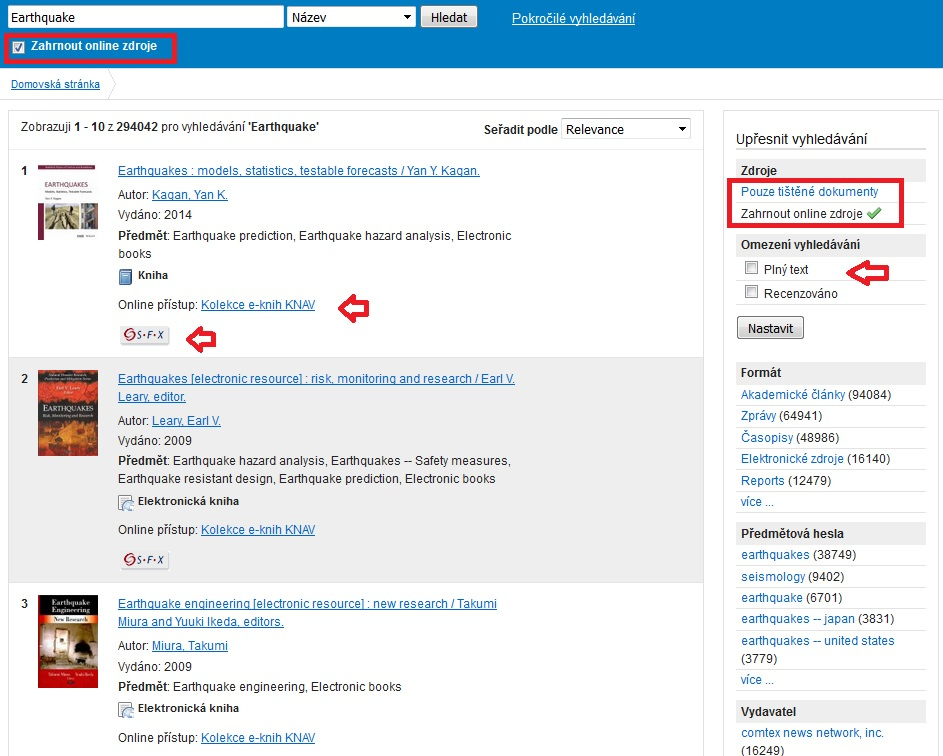 Earthquake
Název
Hledat
Pokročilé vyhledávání
Zahrnout online zdroje
Domovská stránka
Zobrazuji 1 - 10 z 294042 pro vyhledávání 'Earthquake'
Seřadit podle
Relevance
1
EARTHQUAKES
Earthquakes : models, statistics, testable forecasts / Yan Y. Kagan.
Autor: Kagan, Yan K.
Vydáno: 2014
Předmět: Earthquake prediction, Earthquake hazard analysis, Electronic
books
Kniha
Online přístup: Kolekce e-knih KNAV
S·F·X
2
EARTHQUAKES
Earthquakes [electronic resource] : risk, monitoring and research / Earl V.
Leary, editor.
Autor: Leary, Earl V.
Vydáno: 2009
Předmět: Earthquake hazard analysis, Earthquakes -- Safety measures,
Earthquake resistant design, Earthquake prediction, Electronic books
Elektronická kniha
Online přístup: Kolekce e-knih KNAV
S·F·X
3
Earthquake
Engineering
New Research
Earthquake engineering [electronic resource] : new research / Takumi
Miura and Yuuki Ikeda, editors.
Autor: Miura, Takumi
Vydáno: 2009
Předmět: Earthquake engineering, Electronic books
Elektronická kniha
Online přístup: Kolekce e-knih KNAV
Upřesnit vyhledávání
Zdroje
Pouze tištěné dokumenty
Zahrnout online zdroje
Omezení vyhledávání
Plný text
Recenzováno
Nastavit
Formát
Akademické články (94084)
Zprávy (64941)
Časopisy (48986)
Elektronické zdroje (16140)
Reports (12479)
více ...
Předmětová hesla
earthquakes (38749)
seismology (9402)
earthquake (6701)
earthquakes -- japan (3831)
earthquakes -- united states
(3779)
více ...
Vydavatel
comtex news network, inc.
(16249)